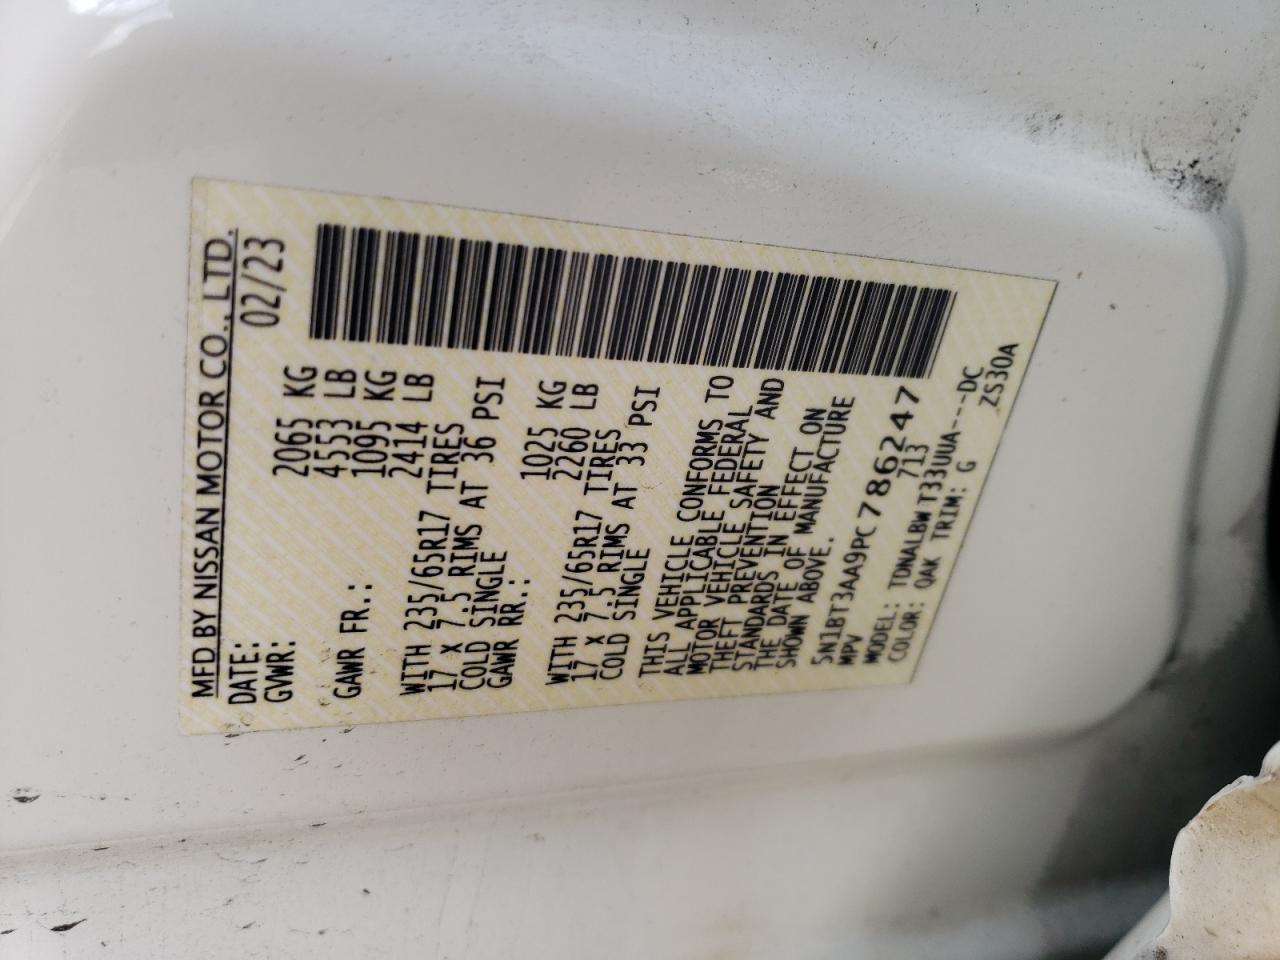 MFD BY NISSAN MOTOR CO., LTD.
DATE: 02/23
GVWR: 2065 KG
4553 LB
GAWR FR.: 1095 KG
2414 LB
WITH 235/65R17 TIRES
17 X 7.5 RIMS AT 36 PSI
COLD SINGLE
GAWR RR.: 1025 KG
2260 LB
WITH 235/65R17 TIRES
17 X 7.5 RIMS AT 33 PSI
COLD SINGLE
THIS VEHICLE CONFORMS TO
ALL APPLICABLE FEDERAL
MOTOR VEHICLE SAFETY AND
THEFT PREVENTION
STANDARDS IN EFFECT ON
THE DATE OF MANUFACTURE
SHOWN ABOVE.
5N1BT3AA9PC786247
MPV 713
MODEL: TDNALBWT33UUA---DC
COLOR: QAK TRIM: G ZS30A